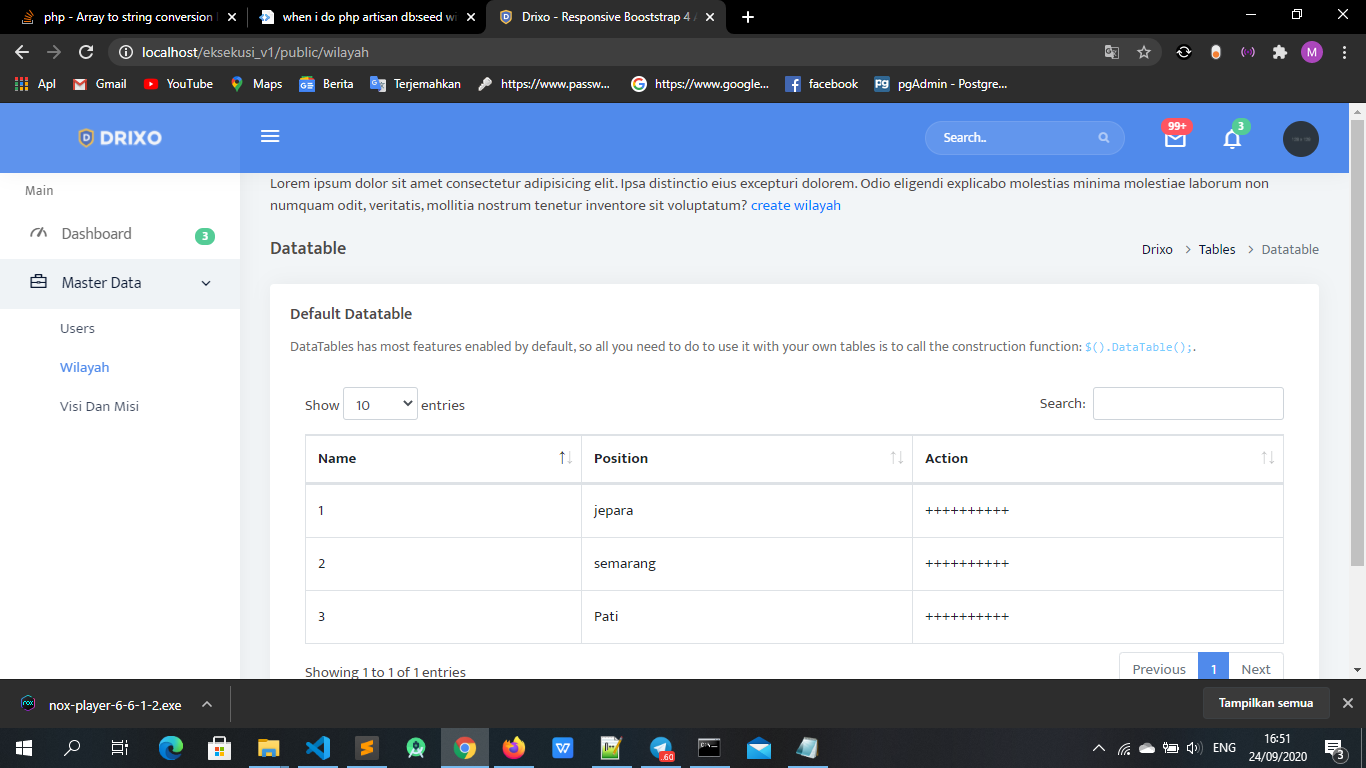 php - Array to string conversion
when i do php artisan db:seed wi
Drixo - Responsive Booststrap 4 A
localhost/eksekusi_v1/public/wilayah
M
Apl
Gmail
YouTube
Maps
Berita
Terjemahkan
https://www.passw...
https://www.google...
facebook
pgAdmin - Postgre...
DRIXO
Search..
99+
3
Main
Dashboard
3
Master Data
Users
Wilayah
Visi Dan Misi
Lorem ipsum dolor sit amet consectetur adipisicing elit. Ipsa distinctio eius excepturi dolorem. Odio eligendi explicabo molestias minima molestiae laborum non
numquam odit, veritatis, mollitia nostrum tenetur inventore sit voluptatum? create wilayah
Datatable
Drixo > Tables > Datatable
Default Datatable
DataTables has most features enabled by default, so all you need to do to use it with your own tables is to call the construction function: $().DataTable();.
Show 10 entries
Search:
Name Position Action
1 jepara ++++++++++
2 semarang ++++++++++
3 Pati ++++++++++
Showing 1 to 1 of 1 entries
Previous 1 Next
nox-player-6-6-1-2.exe
Tampilkan semua
.60
ENG
16:51
24/09/2020
3